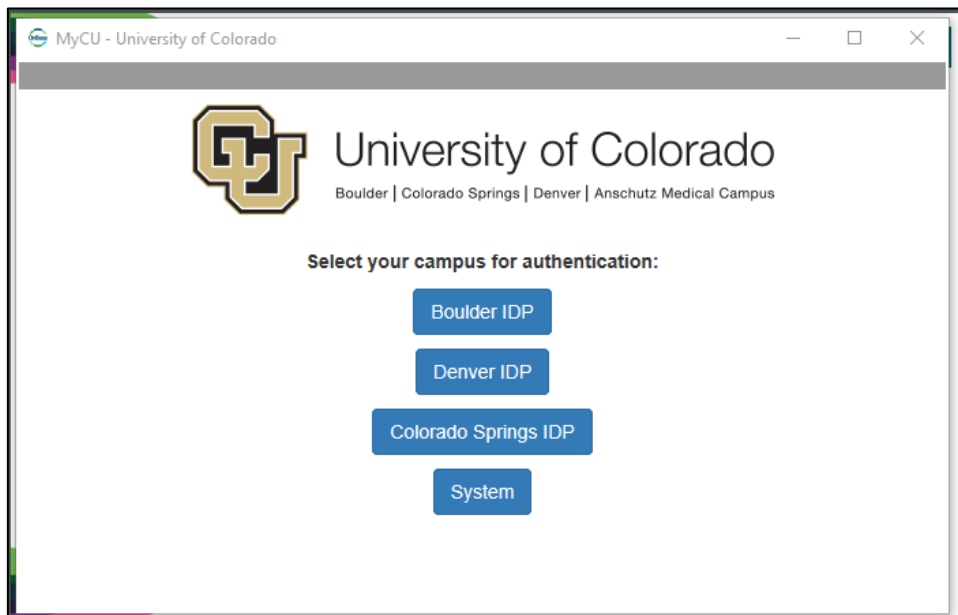 MyCU - University of Colorado
CU
University of Colorado
Boulder | Colorado Springs | Denver | Anschutz Medical Campus
Select your campus for authentication:
Boulder IDP
Denver IDP
Colorado Springs IDP
System